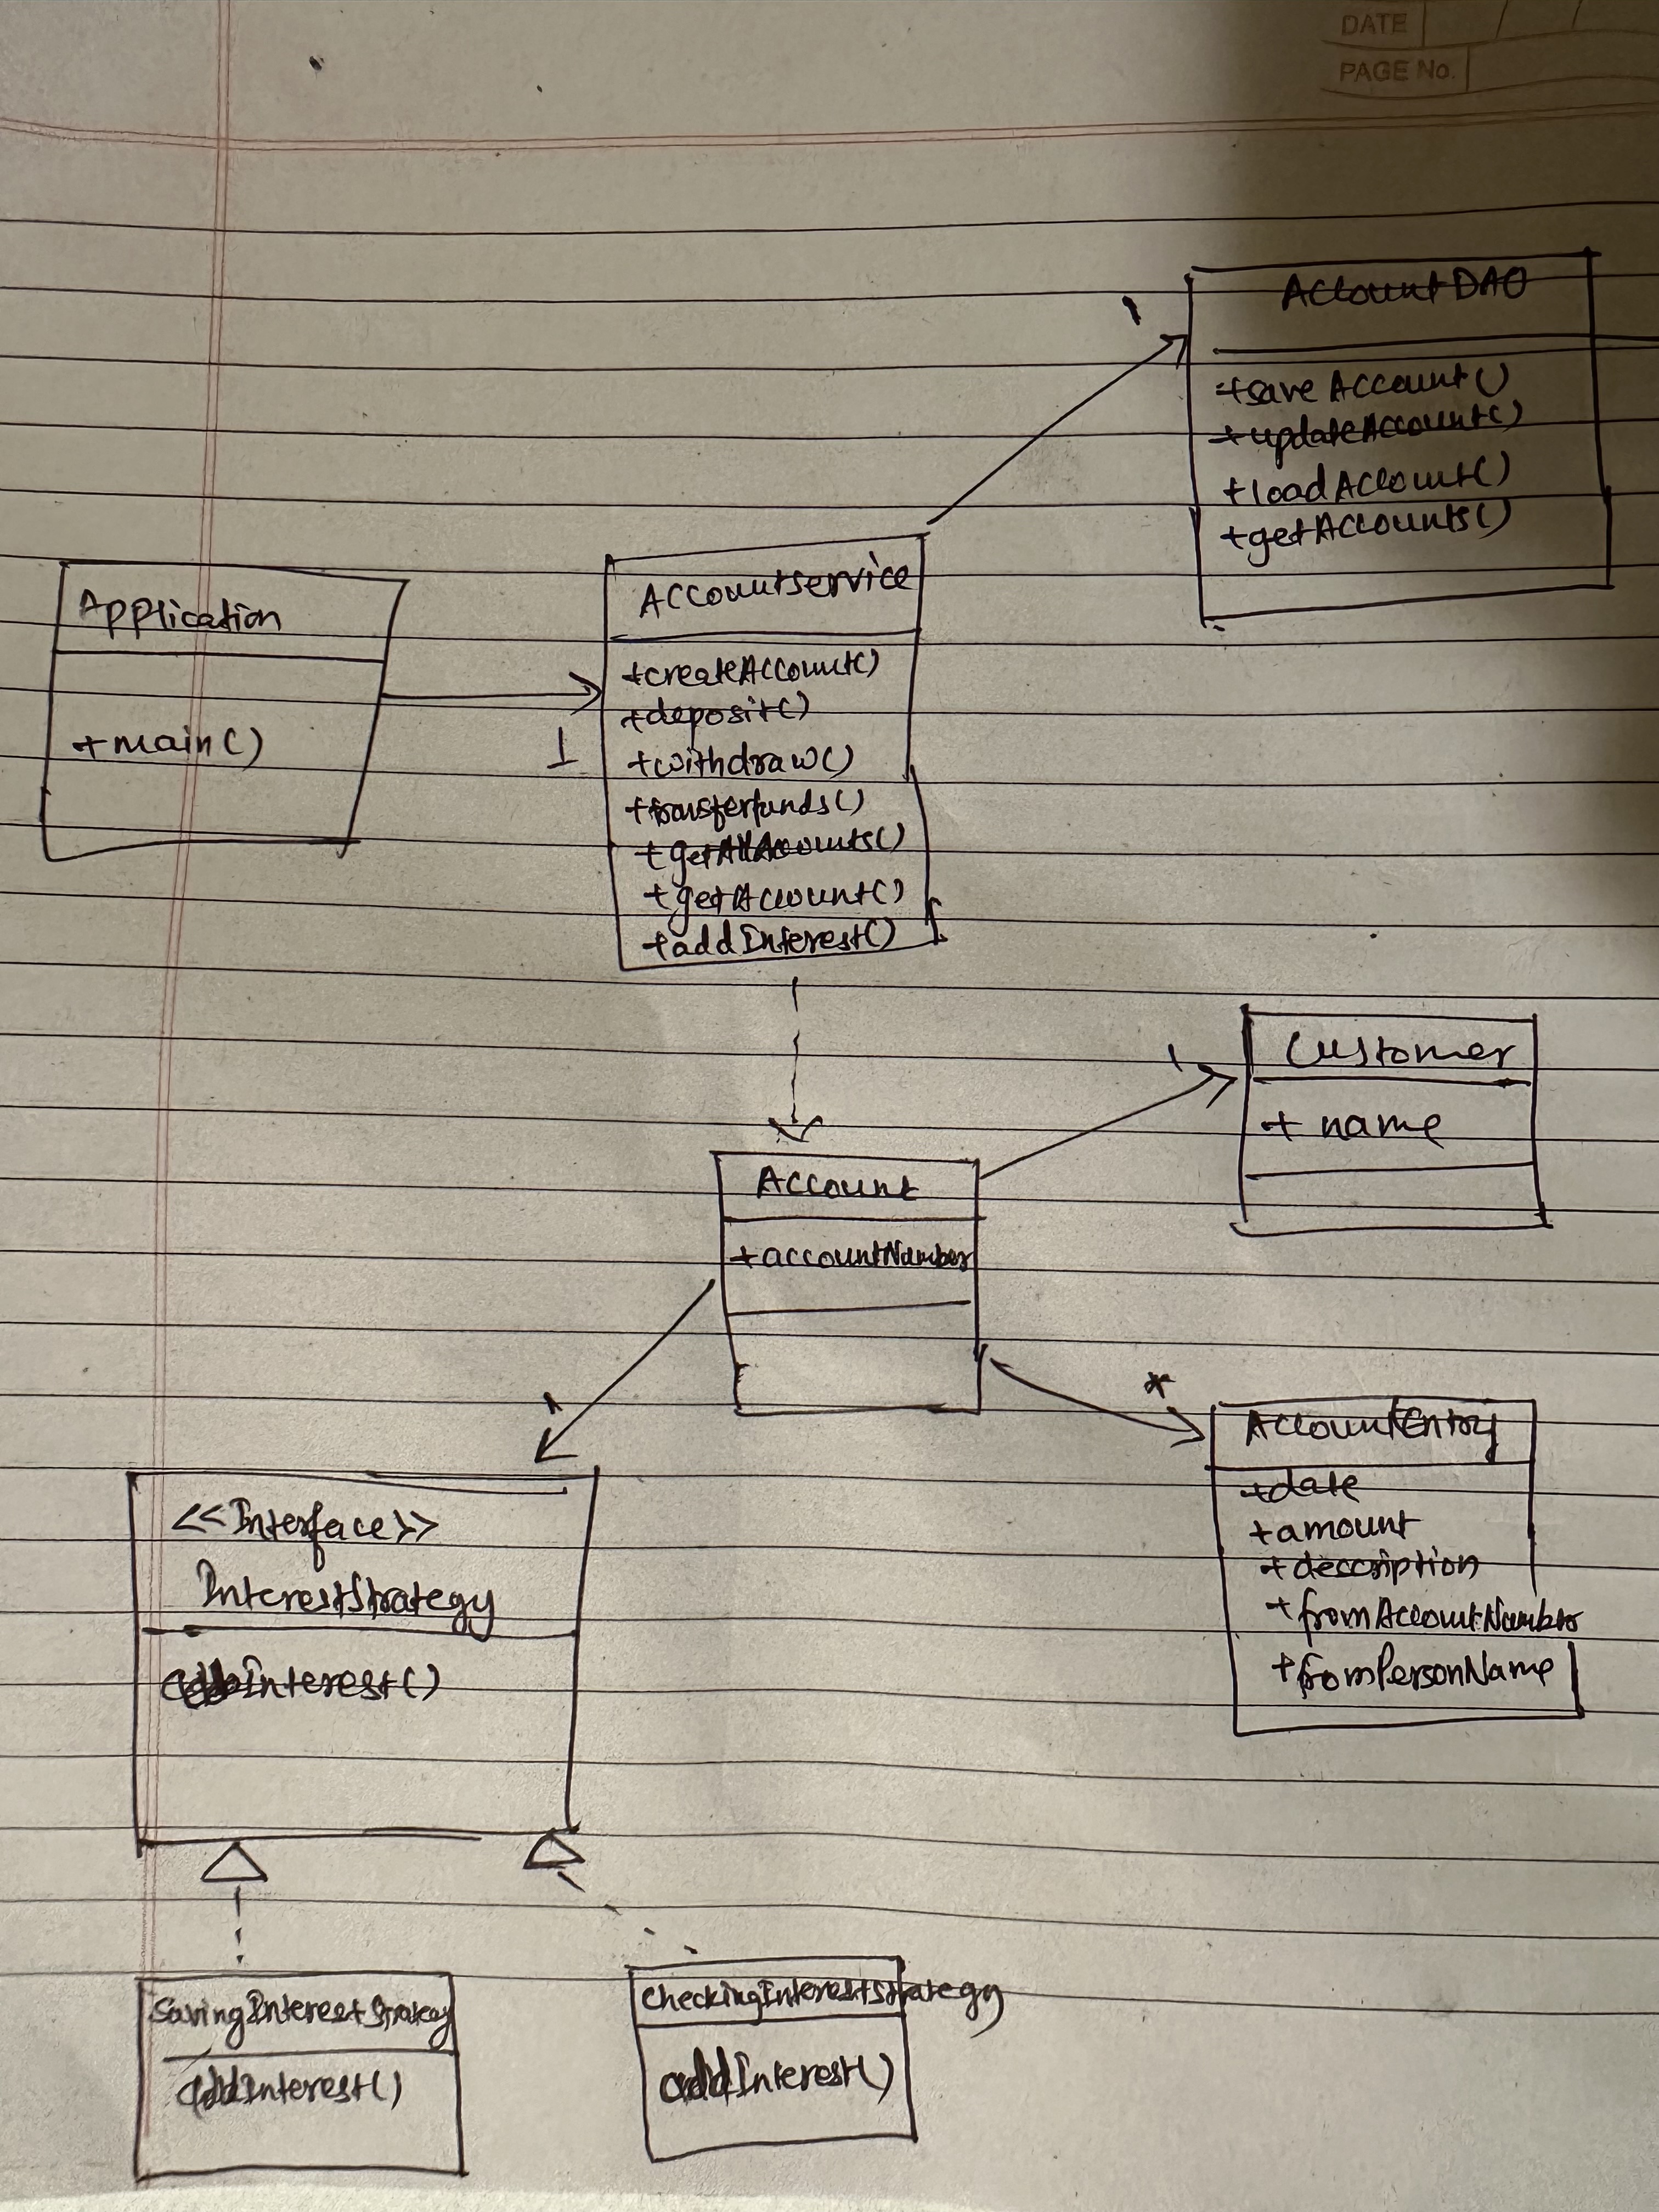 DATE
PAGE No.
AccountDAO
+saveAccount()
+updateAccount()
+loadAccount()
+getAccounts()
1
Application
+main()
1
Accountservice
+createAccount()
+deposit()
+withdraw()
+transferfunds()
+getAllAccounts()
+getAccount()
+addInterest()
1
Customer
+ name
Account
+accountNumber
1
*
AccountEntry
+date
+amount
+description
+fromAccountNumber
+fromPersonName
<<Interface>>
InterestStrategy
addInterest()
SavingInterestStrategy
addInterest()
CheckingInterestStrategy
addInterest()